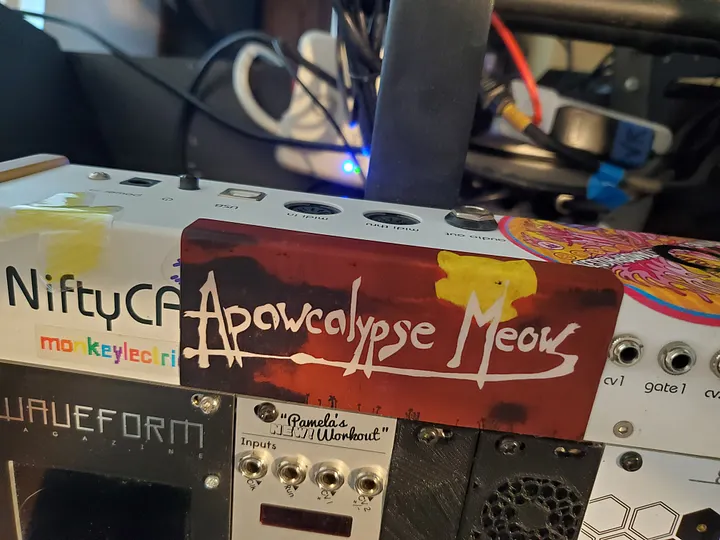 USB
midi in
midi thru
audio out
NiftyCA
monkeylectri
Apawcalypse Meow
cv1
gate1
WAVEFORM
MAGAZINE
"Pamela's
NEW! Workout"
Inputs